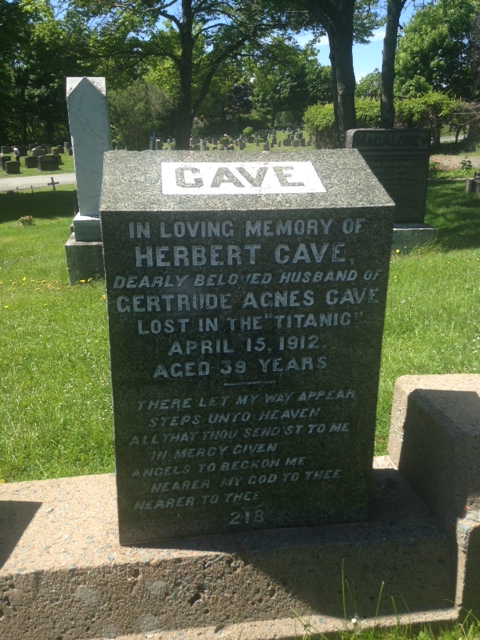 CAVE
MACALONEY
IN LOVING MEMORY OF
HERBERT CAVE,
DEARLY BELOVED HUSBAND OF
GERTRUDE AGNES CAVE
LOST IN THE "TITANIC"
APRIL 15, 1912.
AGED 39 YEARS
THERE LET MY WAY APPEAR
STEPS UNTO HEAVEN
ALL THAT THOU SEND'ST TO ME
IN MERCY GIVEN
ANGELS TO BECKON ME
NEARER MY GOD TO THEE
NEARER TO THEE
218